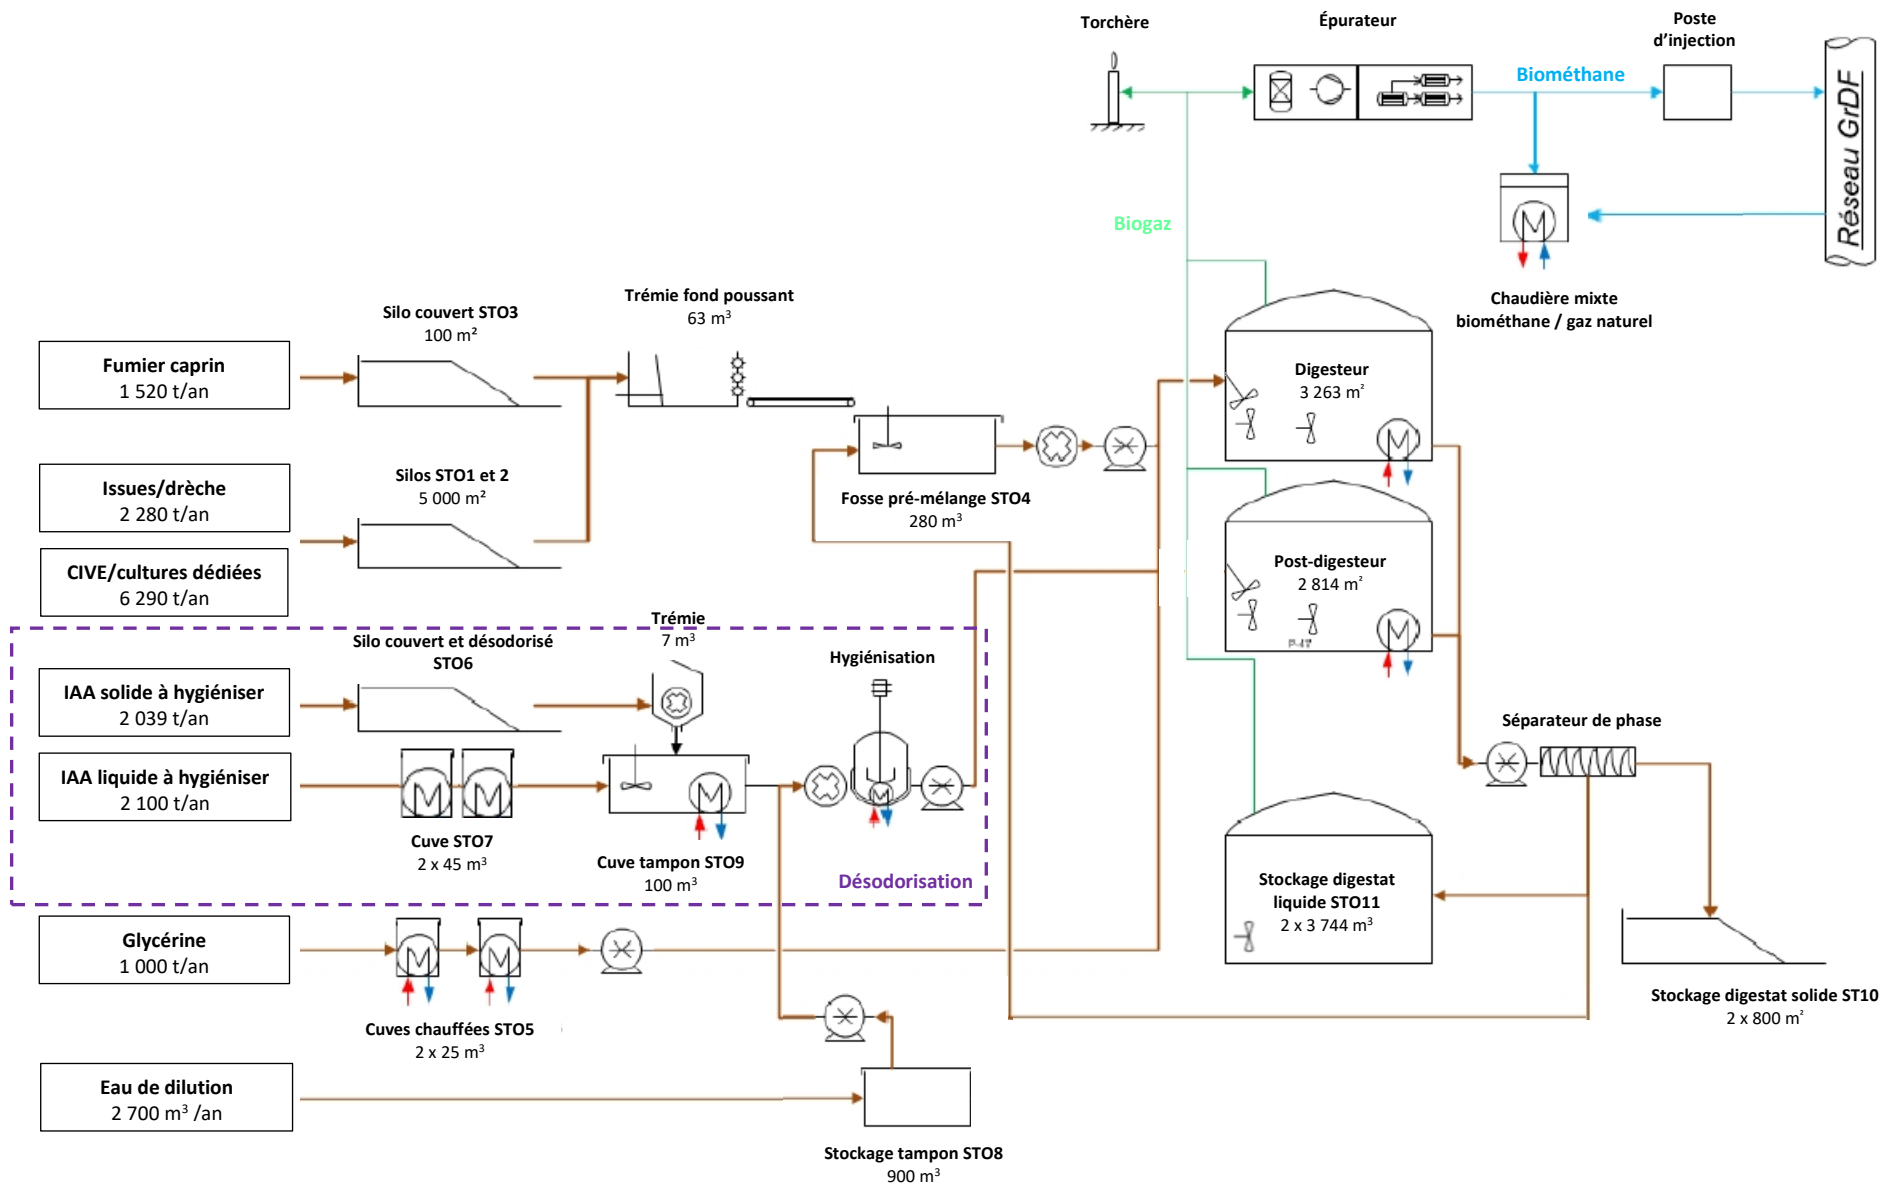 Torchère
Épurateur
Poste
d'injection
Biométhane
Réseau GrDF
Biogaz
Chaudière mixte
biométhane / gaz naturel
Trémie fond poussant
63 m³
Silo couvert STO3
100 m²
Fumier caprin
1 520 t/an
Digesteur
3 263 m²
Issues/drèche
2 280 t/an
Silos STO1 et 2
5 000 m²
Fosse pré-mélange STO4
280 m³
CIVE/cultures dédiées
6 290 t/an
Post-digesteur
2 814 m²
P-47
Trémie
7 m³
Silo couvert et désodorisé
STO6
Hygiénisation
IAA solide à hygiéniser
2 039 t/an
Séparateur de phase
IAA liquide à hygiéniser
2 100 t/an
Cuve STO7
2 x 45 m³
Cuve tampon STO9
100 m³
Désodorisation
Stockage digestat
liquide STO11
2 x 3 744 m³
Glycérine
1 000 t/an
Stockage digestat solide ST10
2 x 800 m²
Cuves chauffées STO5
2 x 25 m³
Eau de dilution
2 700 m³ /an
Stockage tampon STO8
900 m³